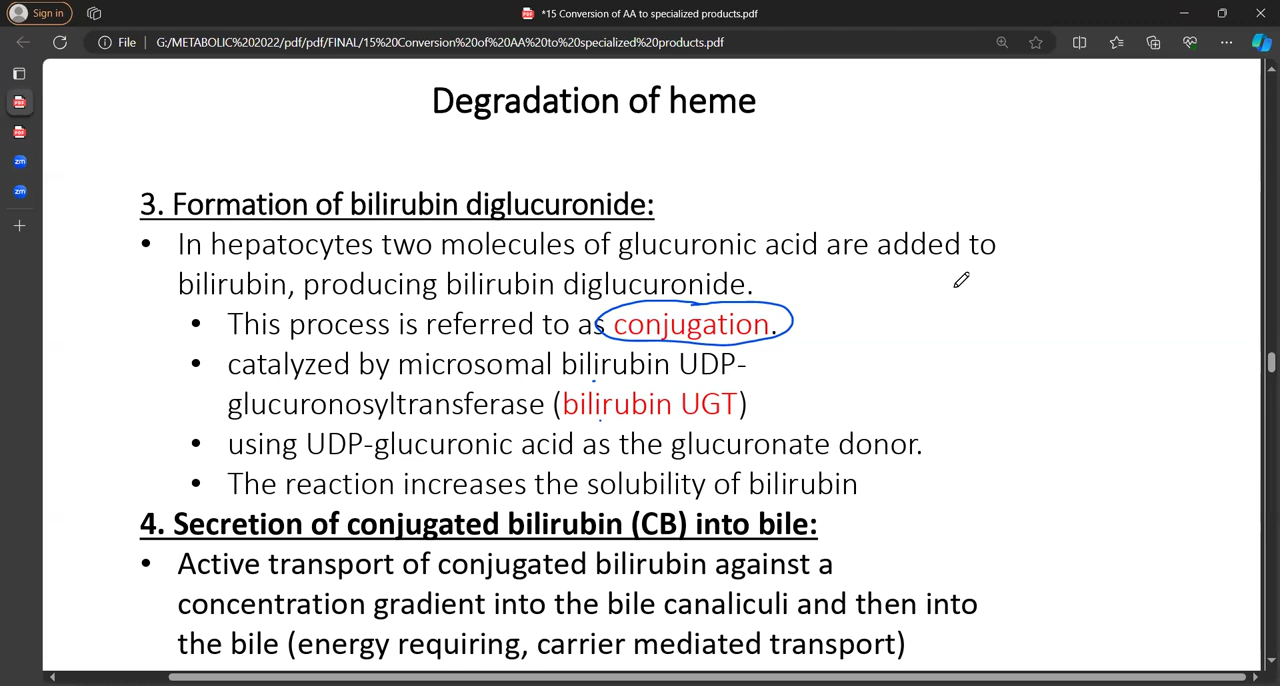 Sign in
*15 Conversion of AA to specialized products.pdf
File
G:/METABOLIC%202022/pdf/pdf/FINAL/15%20Conversion%20of%20AA%20to%20specialized%20products.pdf
Degradation of heme
3. Formation of bilirubin diglucuronide:
• In hepatocytes two molecules of glucuronic acid are added to
bilirubin, producing bilirubin diglucuronide.
• This process is referred to as conjugation.
• catalyzed by microsomal bilirubin UDP-
glucuronosyltransferase (bilirubin UGT)
• using UDP-glucuronic acid as the glucuronate donor.
• The reaction increases the solubility of bilirubin
4. Secretion of conjugated bilirubin (CB) into bile:
• Active transport of conjugated bilirubin against a
concentration gradient into the bile canaliculi and then into
the bile (energy requiring, carrier mediated transport)
PDF
PDF
PDF
zm
zm